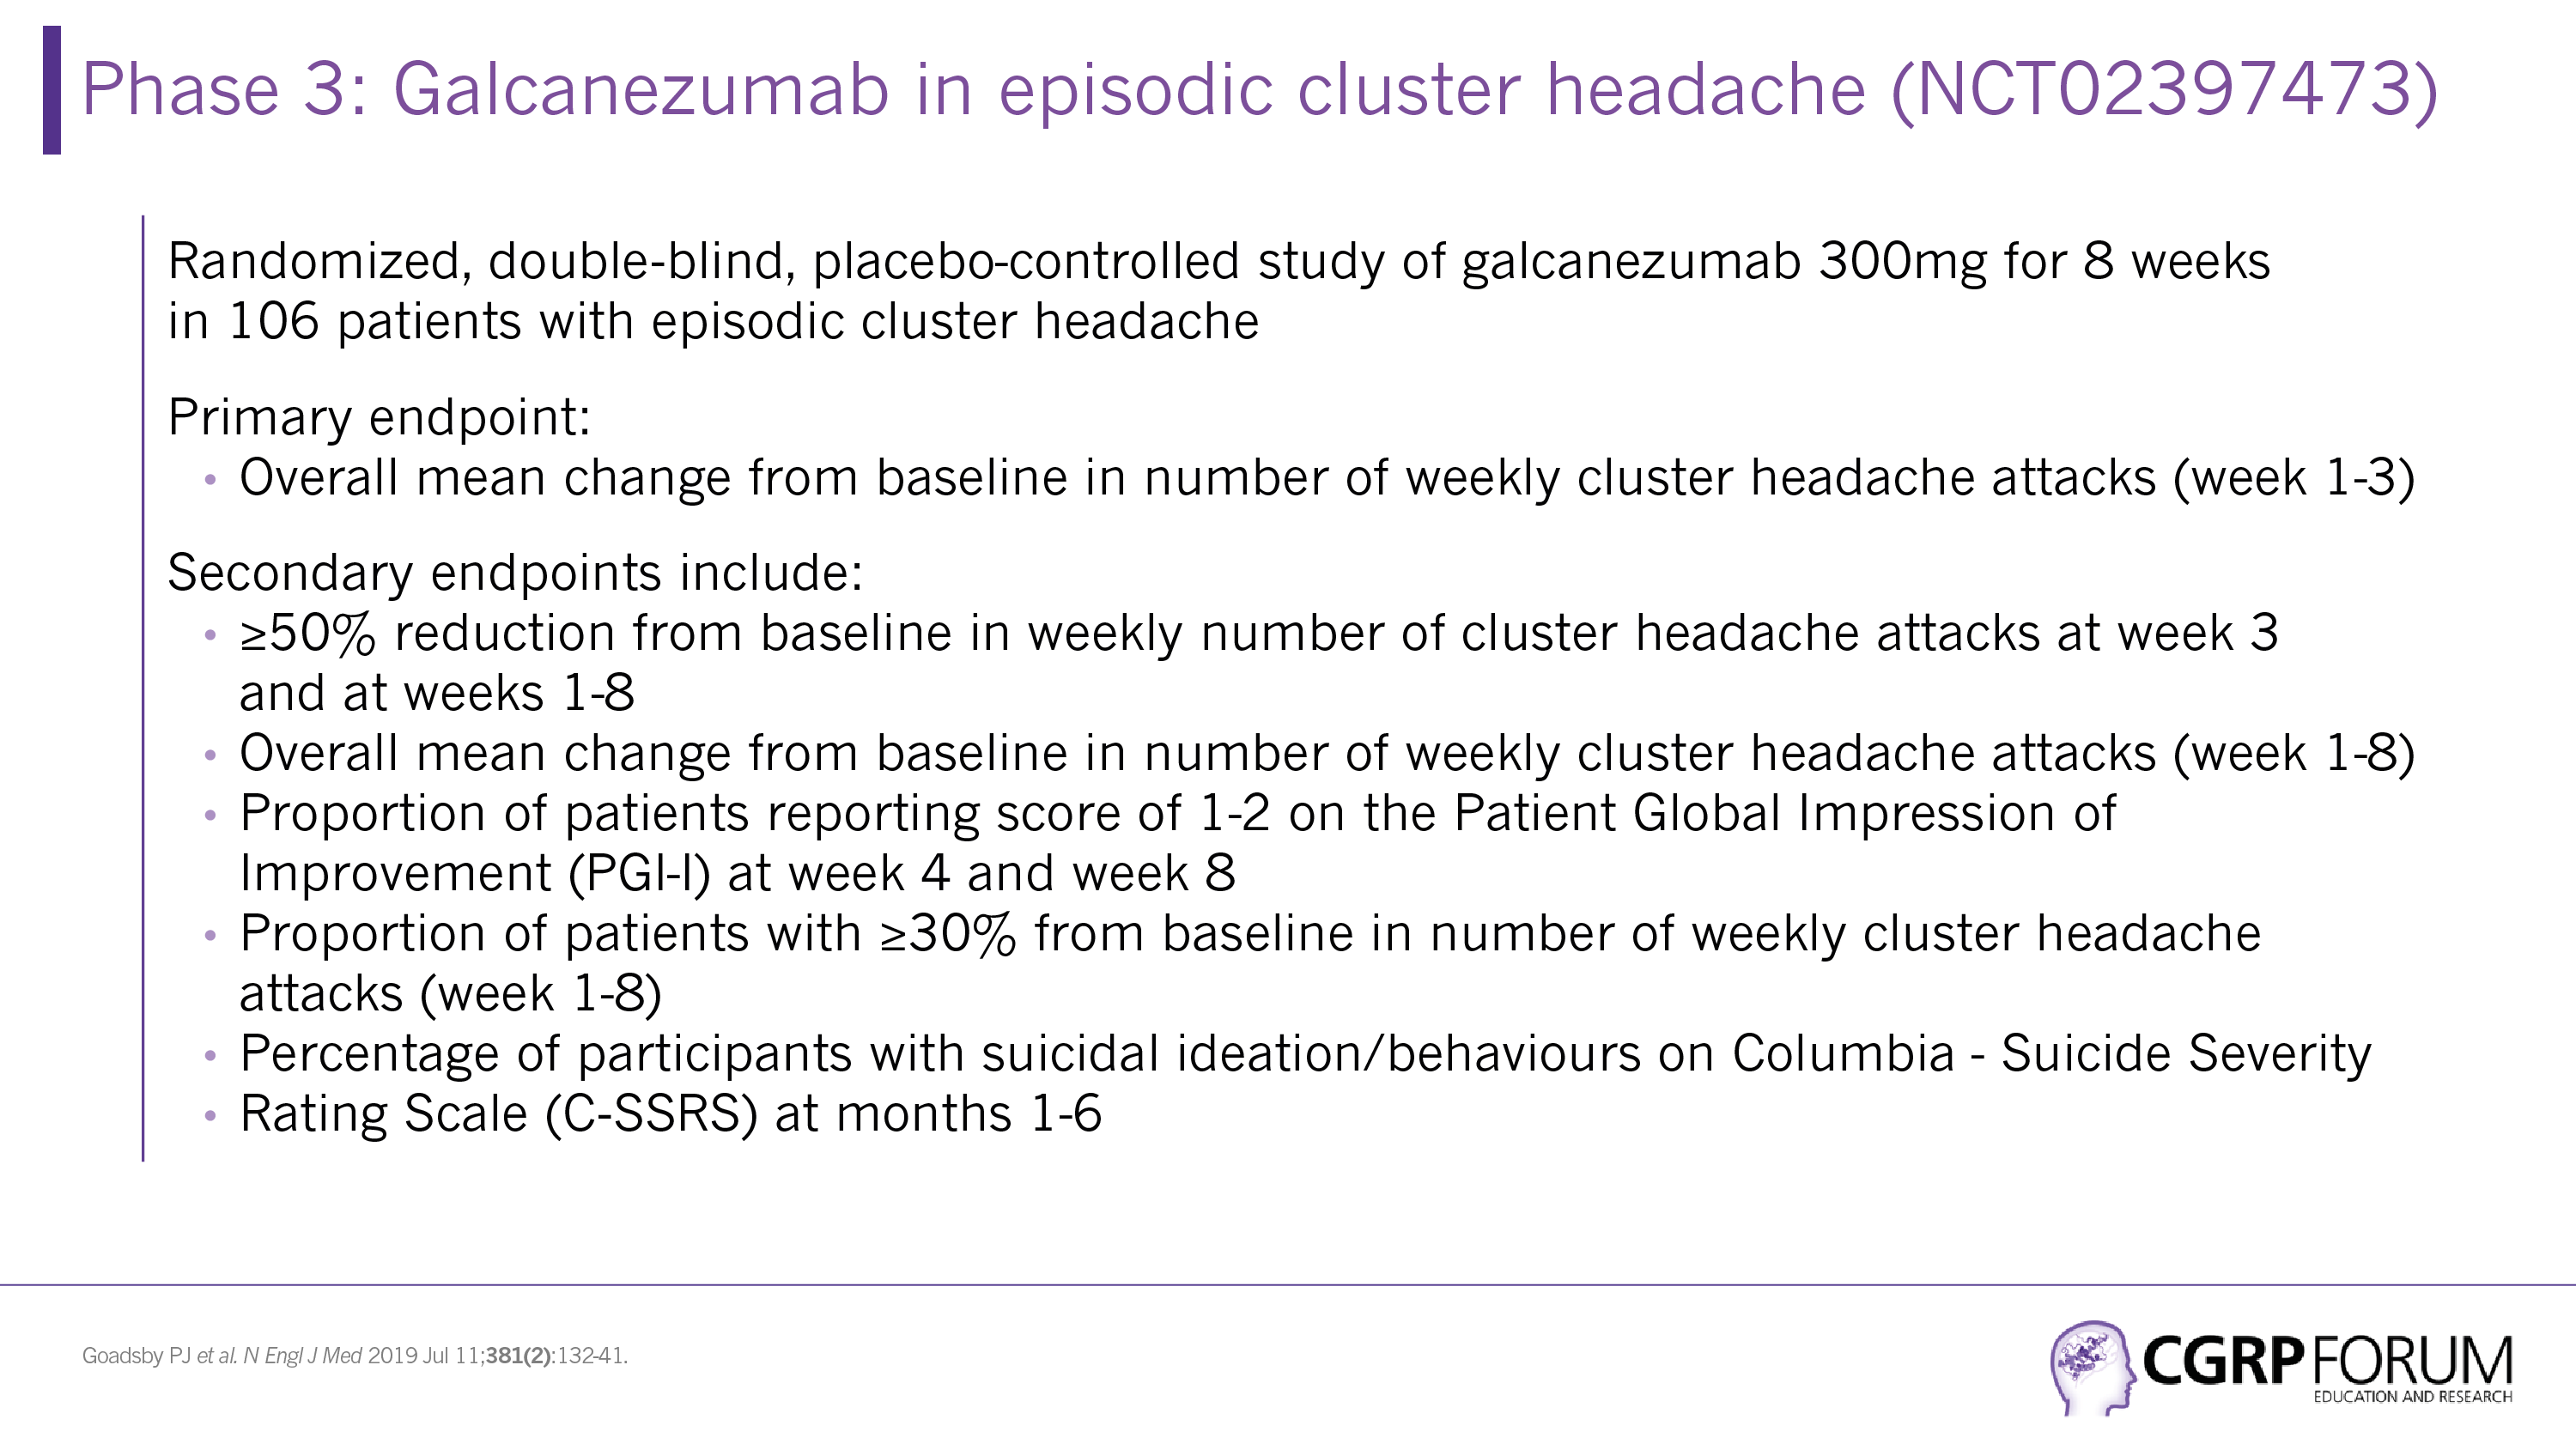 Phase 3: Galcanezumab in episodic cluster headache (NCT02397473)
Randomized, double-blind, placebo-controlled study of galcanezumab 300mg for 8 weeks
in 106 patients with episodic cluster headache
Primary endpoint:
• Overall mean change from baseline in number of weekly cluster headache attacks (week 1-3)
Secondary endpoints include:
• ≥50% reduction from baseline in weekly number of cluster headache attacks at week 3
and at weeks 1-8
• Overall mean change from baseline in number of weekly cluster headache attacks (week 1-8)
• Proportion of patients reporting score of 1-2 on the Patient Global Impression of
Improvement (PGI-I) at week 4 and week 8
• Proportion of patients with ≥30% from baseline in number of weekly cluster headache
attacks (week 1-8)
• Percentage of participants with suicidal ideation/behaviours on Columbia - Suicide Severity
• Rating Scale (C-SSRS) at months 1-6
Goadsby PJ et al. N Engl J Med 2019 Jul 11;381(2):132-41.
CGRP FORUM
EDUCATION AND RESEARCH